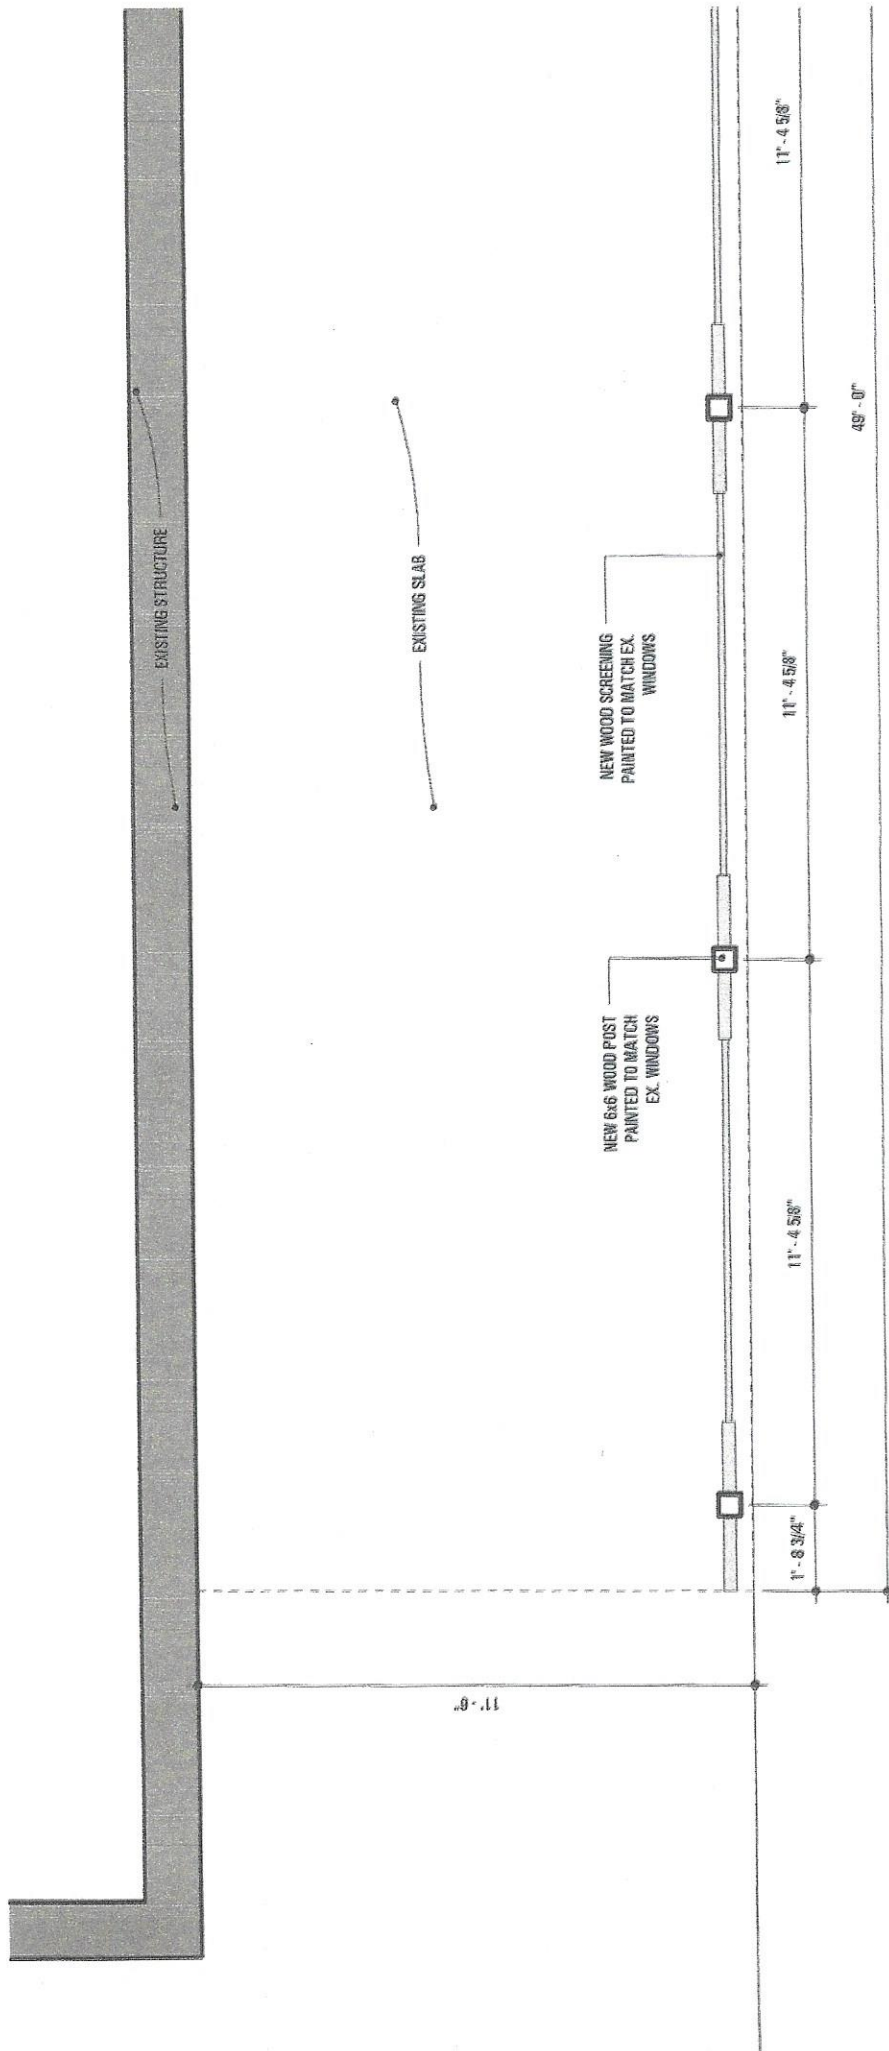 EXISTING STRUCTURE
EXISTING SLAB
NEW 6x6 WOOD POST
PAINTED TO MATCH
EX. WINDOWS
NEW WOOD SCREENING
PAINTED TO MATCH EX.
WINDOWS
11' - 6"
1' - 8 3/4"
11' - 4 5/8"
11' - 4 5/8"
11' - 4 5/8"
49' - 0"